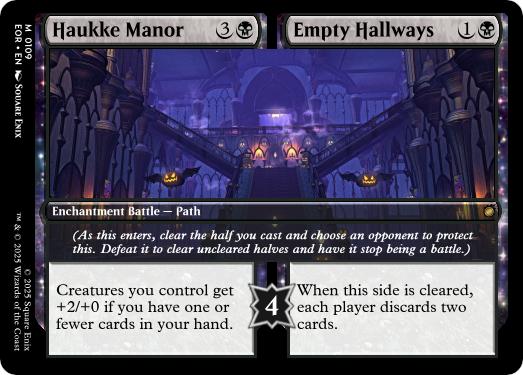 Haukke Manor 3
Empty Hallways 1
Enchantment Battle — Path
(As this enters, clear the half you cast and choose an opponent to protect
this. Defeat it to clear uncleared halves and have it stop being a battle.)
Creatures you control get
+2/+0 if you have one or
fewer cards in your hand.
4
When this side is cleared,
each player discards two
cards.
M 0109
EOR • EN SQUARE ENIX
™ & © 2025 Wizards of the Coast
© 2025 Square Enix